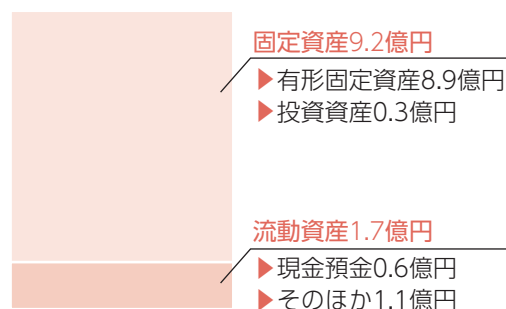 固定資産9.2億円
▶有形固定資産8.9億円
▶投資資産0.3億円
流動資産1.7億円
▶現金預金0.6億円
▶そのほか1.1億円